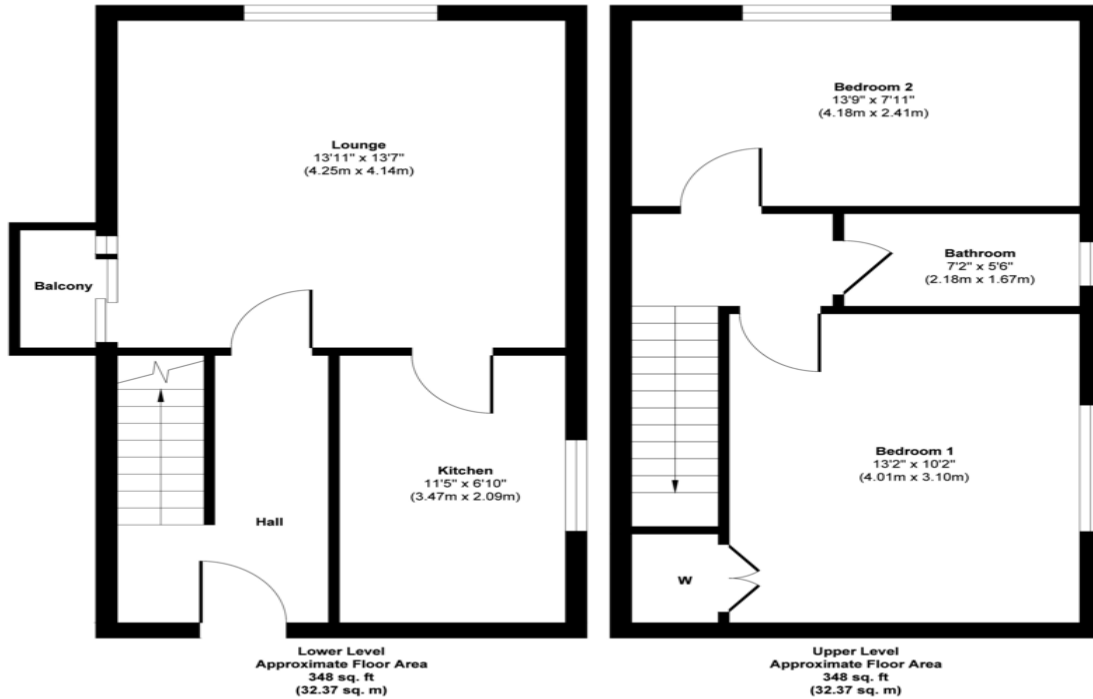 Lounge
13'11" x 13'7"
(4.25m x 4.14m)
Balcony
Kitchen
11'5" x 6'10"
(3.47m x 2.09m)
Hall
Lower Level
Approximate Floor Area
348 sq. ft
(32.37 sq. m)
Bedroom 2
13'9" x 7'11"
(4.18m x 2.41m)
Bathroom
7'2" x 5'6"
(2.18m x 1.67m)
Bedroom 1
13'2" x 10'2"
(4.01m x 3.10m)
W
Upper Level
Approximate Floor Area
348 sq. ft
(32.37 sq. m)